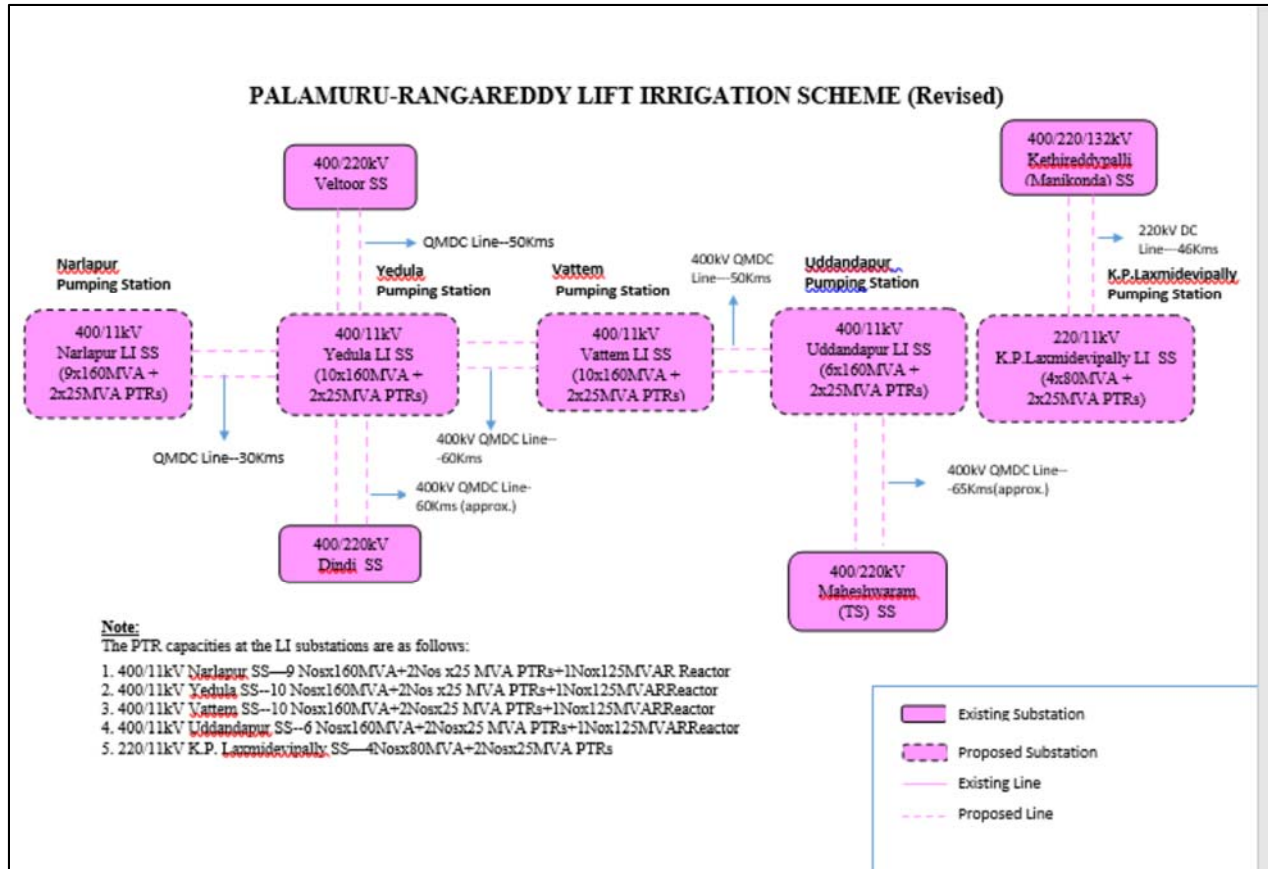 PALAMURU-RANGAREDDY LIFT IRRIGATION SCHEME (Revised)
400/220kV
Veltoor SS
400/220/132kV
Kethireddypalli
(Manikonda) SS
QMDC Line--50Kms
220kV DC
Line---46Kms
Narlapur
Pumping Station
Yedula
Pumping Station
Vattem
Pumping Station
400kV QMDC
Line---50Kms
Uddandapur
Pumping Station
K.P.Laxmidevipally
Pumping Station
400/11kV
Narlapur LI SS
(9x160MVA +
2x25MVA PTRs)
400/11kV
Yedula LI SS
(10x160MVA +
2x25MVA PTRs)
400/11kV
Vattem LI SS
(10x160MVA +
2x25MVA PTRs)
400/11kV
Uddandapur LI SS
(6x160MVA +
2x25MVA PTRs)
220/11kV
K.P.Laxmidevipally LI SS
(4x80MVA +
2x25MVA PTRs)
QMDC Line--30Kms
400kV QMDC Line--
-60Kms
400kV QMDC Line-
60Kms (approx.)
400kV QMDC Line--
-65Kms(approx.)
400/220kV
Dindi SS
400/220kV
Maheshwaram
(TS) SS
Note:
The PTR capacities at the LI substations are as follows:
1. 400/11kV Narlapur SS—9 Nosx160MVA+2Nos x25 MVA PTRs+1Nox125MVAR Reactor
2. 400/11kV Yedula SS--10 Nosx160MVA+2Nos x25 MVA PTRs+1Nox125MVARReactor
3. 400/11kV Vattem SS--10 Nosx160MVA+2Nosx25 MVA PTRs+1Nox125MVARReactor
4. 400/11kV Uddandapur SS--6 Nosx160MVA+2Nosx25 MVA PTRs+1Nox125MVARReactor
5. 220/11kV K.P. Laxmidevipally SS—4Nosx80MVA+2Nosx25MVA PTRs
Existing Substation
Proposed Substation
Existing Line
Proposed Line